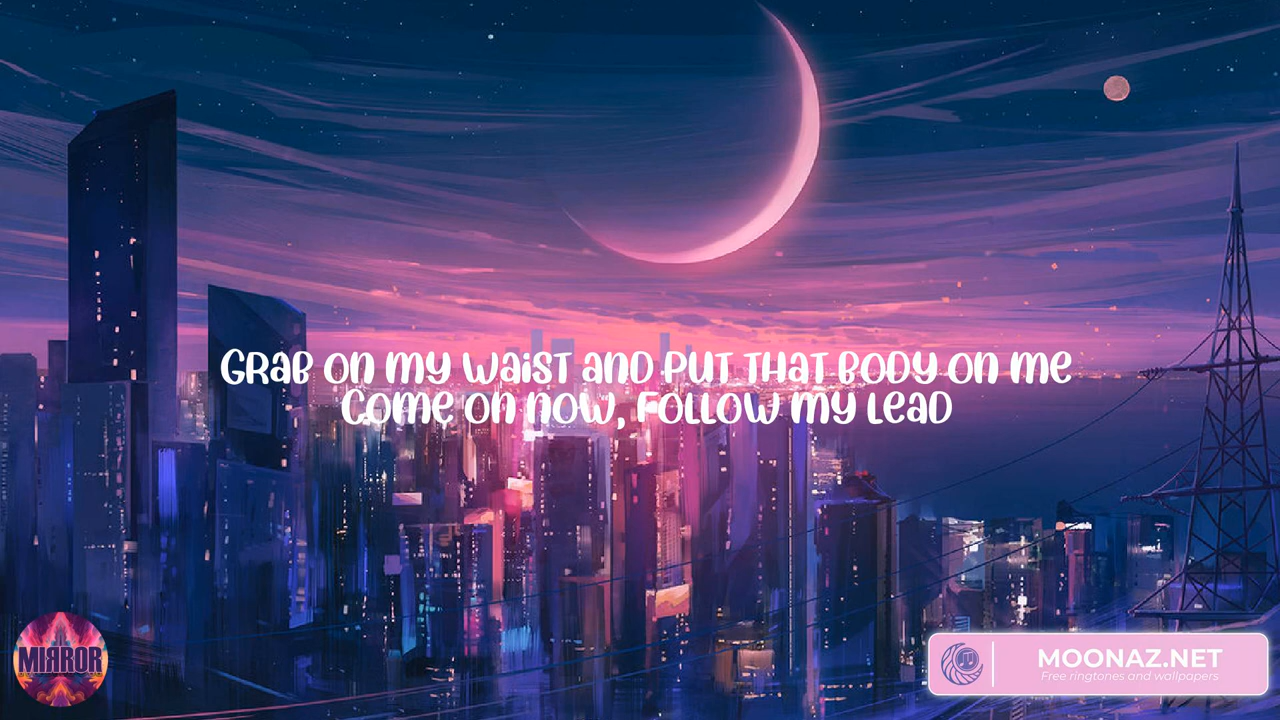 Grab on my waist and put that body on me
Come on now, follow my lead
MIRROR
MOONAZ.NET
Free ringtones and wallpapers